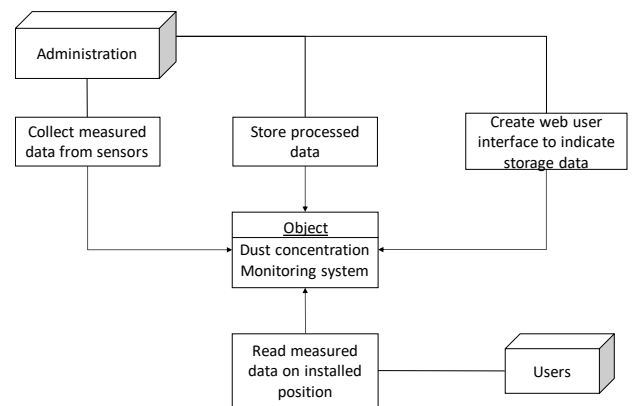 Administration
Collect measured
data from sensors
Store processed
data
Create web user
interface to indicate
storage data
Object
Dust concentration
Monitoring system
Read measured
data on installed
position
Users